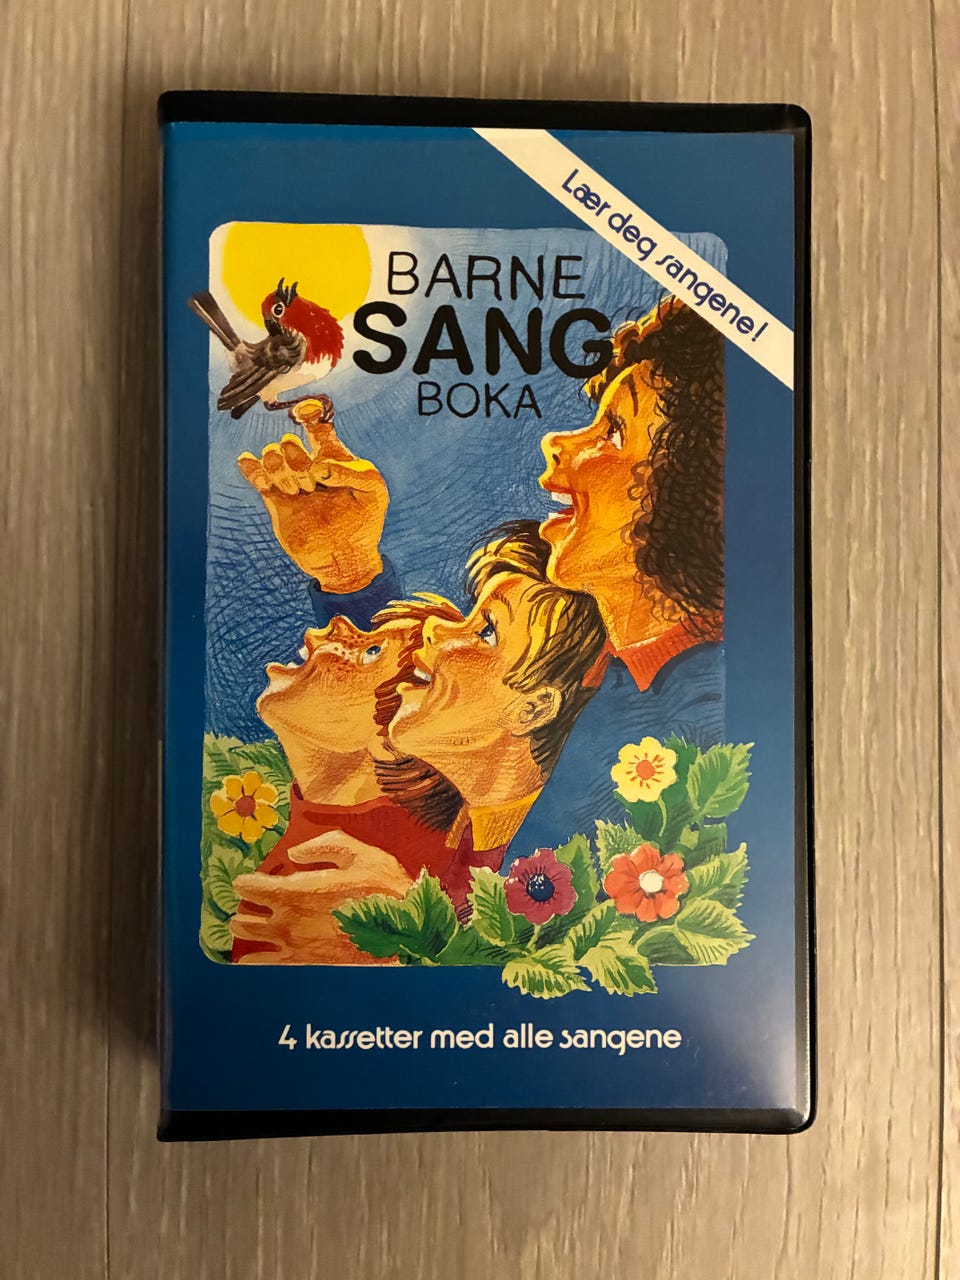 Lær deg sangene!
BARNE
SANG
BOKA
4 kassetter med alle sangene